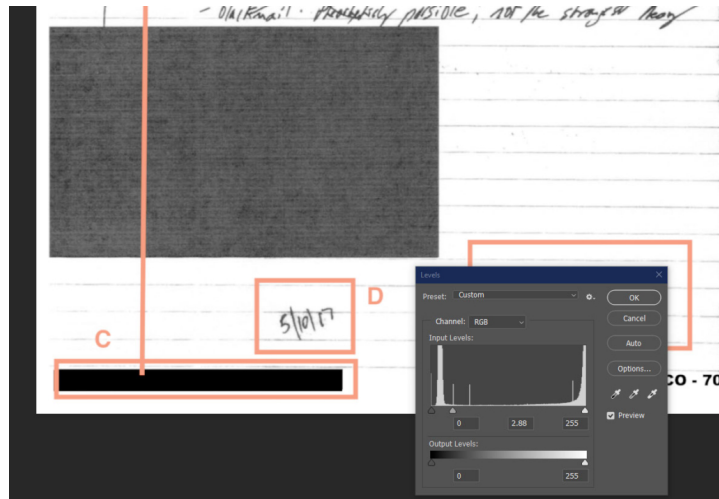 - blackmail. theoretically possible, not the strongest theory
D
5/10/17
C
CO - 70
Levels
Preset: Custom
OK
Channel: RGB
Cancel
Input Levels:
Auto
Options...
Preview
0 2.88 255
Output Levels:
0 255